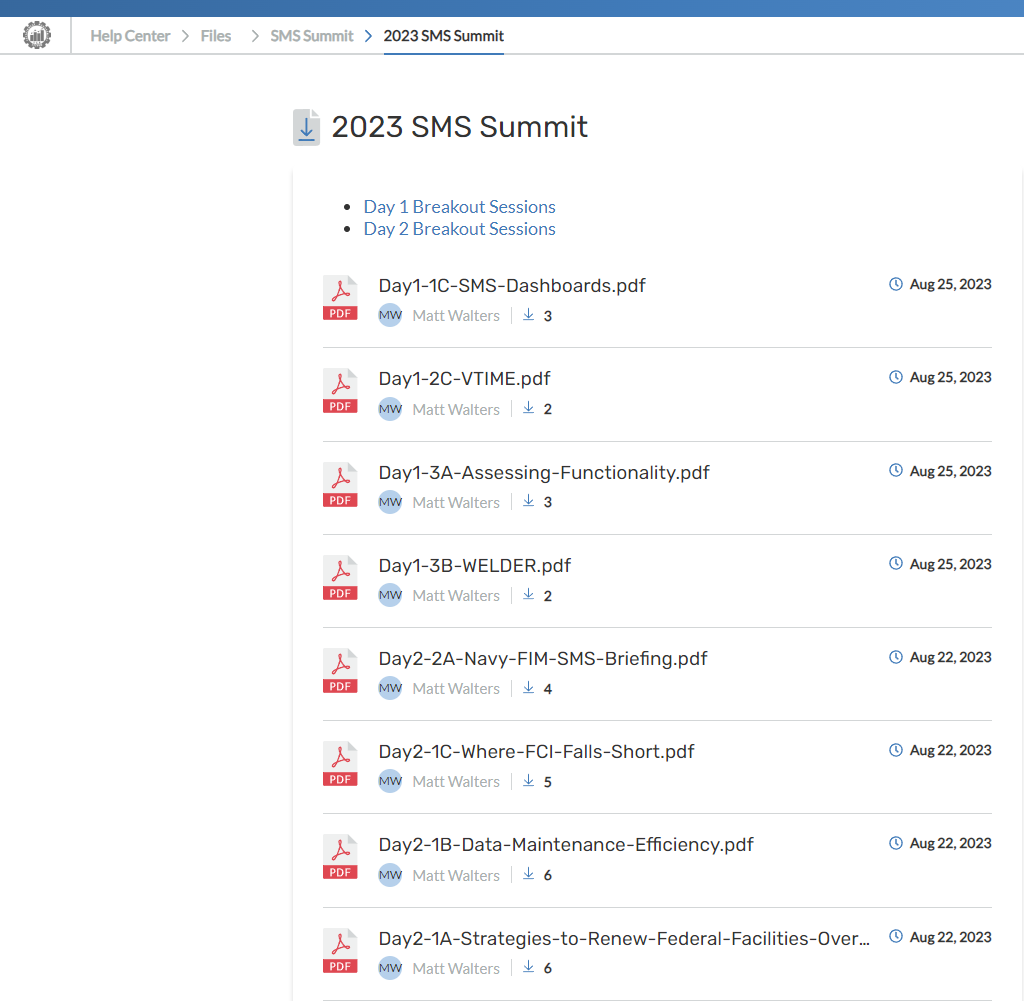 Help Center > Files > SMS Summit > 2023 SMS Summit
2023 SMS Summit
• Day 1 Breakout Sessions
• Day 2 Breakout Sessions
PDF Day1-1C-SMS-Dashboards.pdf Aug 25, 2023
MW Matt Walters | 3
PDF Day1-2C-VTIME.pdf Aug 25, 2023
MW Matt Walters | 2
PDF Day1-3A-Assessing-Functionality.pdf Aug 25, 2023
MW Matt Walters | 3
PDF Day1-3B-WELDER.pdf Aug 25, 2023
MW Matt Walters | 2
PDF Day2-2A-Navy-FIM-SMS-Briefing.pdf Aug 22, 2023
MW Matt Walters | 4
PDF Day2-1C-Where-FCI-Falls-Short.pdf Aug 22, 2023
MW Matt Walters | 5
PDF Day2-1B-Data-Maintenance-Efficiency.pdf Aug 22, 2023
MW Matt Walters | 6
PDF Day2-1A-Strategies-to-Renew-Federal-Facilities-Over... Aug 22, 2023
MW Matt Walters | 6